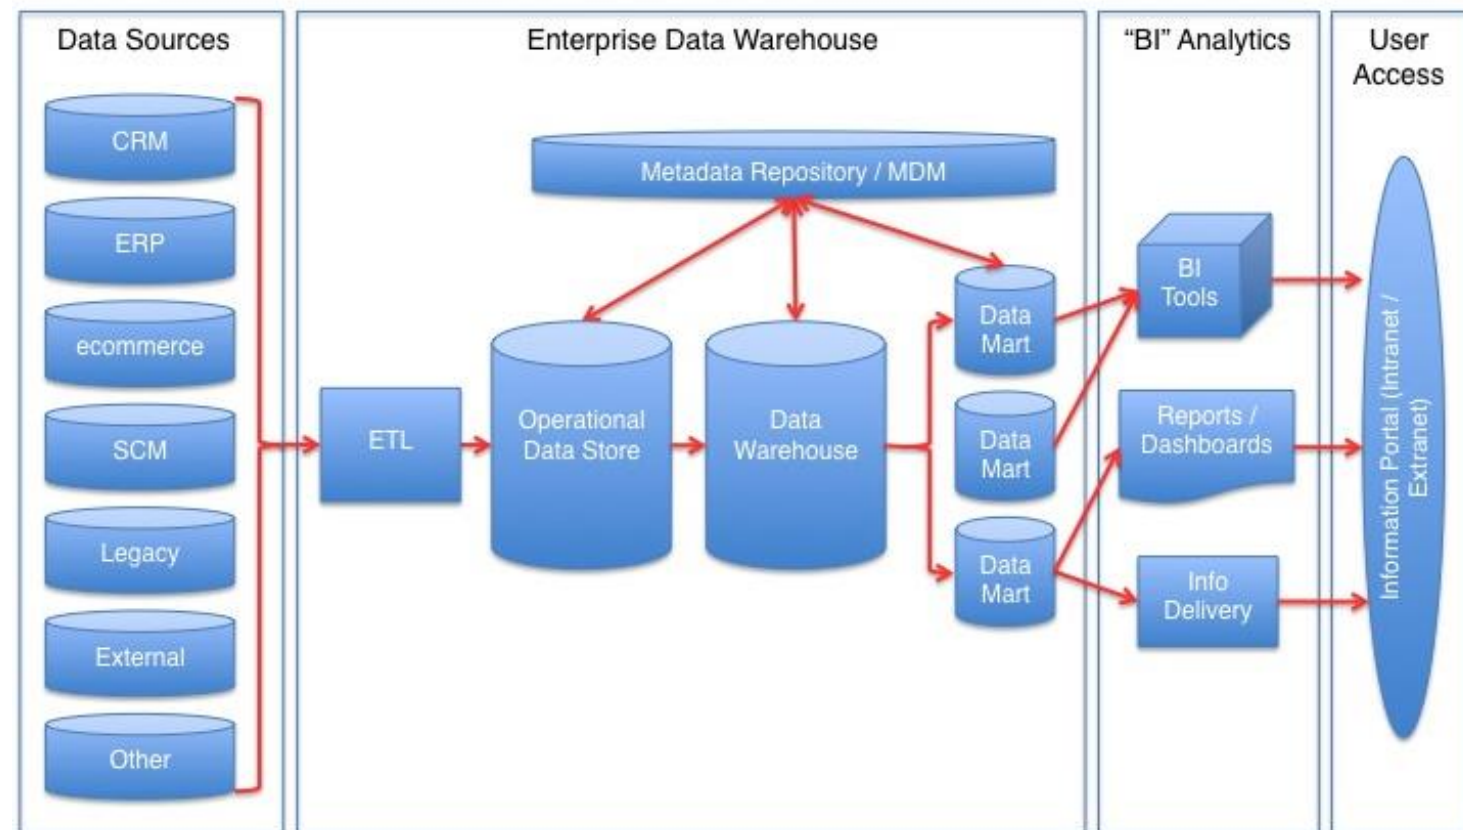 Data Sources
CRM
ERP
ecommerce
SCM
Legacy
External
Other
Enterprise Data Warehouse
Metadata Repository / MDM
ETL
Operational
Data Store
Data
Warehouse
Data
Mart
Data
Mart
Data
Mart
“BI” Analytics
BI
Tools
Reports /
Dashboards
Info
Delivery
User
Access
Information Portal (Intranet /
Extranet)